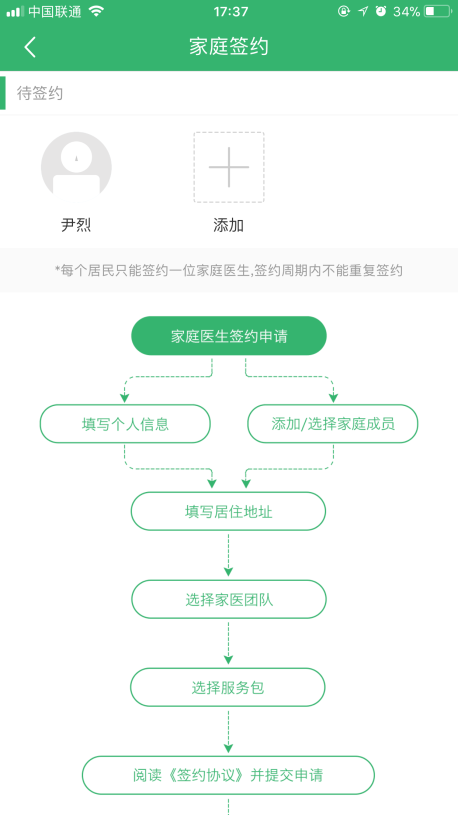 中国联通 17:37 34%
家庭签约
待签约
尹烈 添加
*每个居民只能签约一位家庭医生,签约周期内不能重复签约
家庭医生签约申请
填写个人信息 添加/选择家庭成员
填写居住地址
选择家医团队
选择服务包
阅读《签约协议》并提交申请